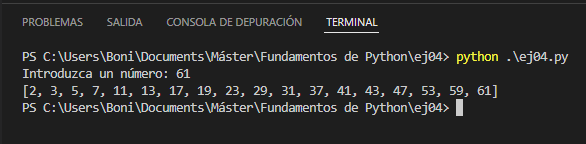 PROBLEMAS SALIDA CONSOLA DE DEPURACIÓN TERMINAL
PS C:\Users\Boni\Documents\Máster\Fundamentos de Python\ej04> python .\ej04.py
Introduzca un número: 61
[2, 3, 5, 7, 11, 13, 17, 19, 23, 29, 31, 37, 41, 43, 47, 53, 59, 61]
PS C:\Users\Boni\Documents\Máster\Fundamentos de Python\ej04>